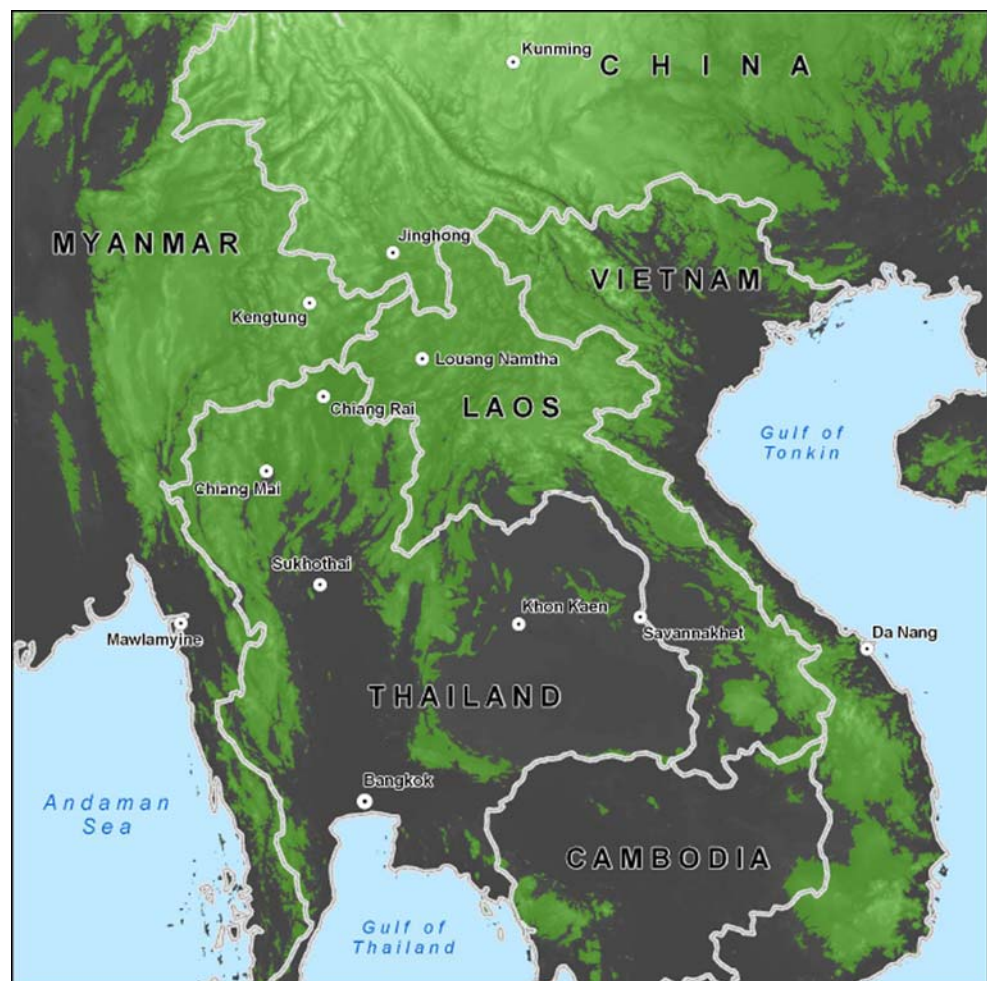 Kunming
CHINA
MYANMAR
Jinghong
VIETNAM
Kengtung
Louang Namtha
Chiang Rai
LAOS
Gulf of
Tonkin
Chiang Mai
Sukhothai
Khon Kaen
Savannakhet
Da Nang
Mawlamyine
THAILAND
Bangkok
Andaman
Sea
CAMBODIA
Gulf of
Thailand